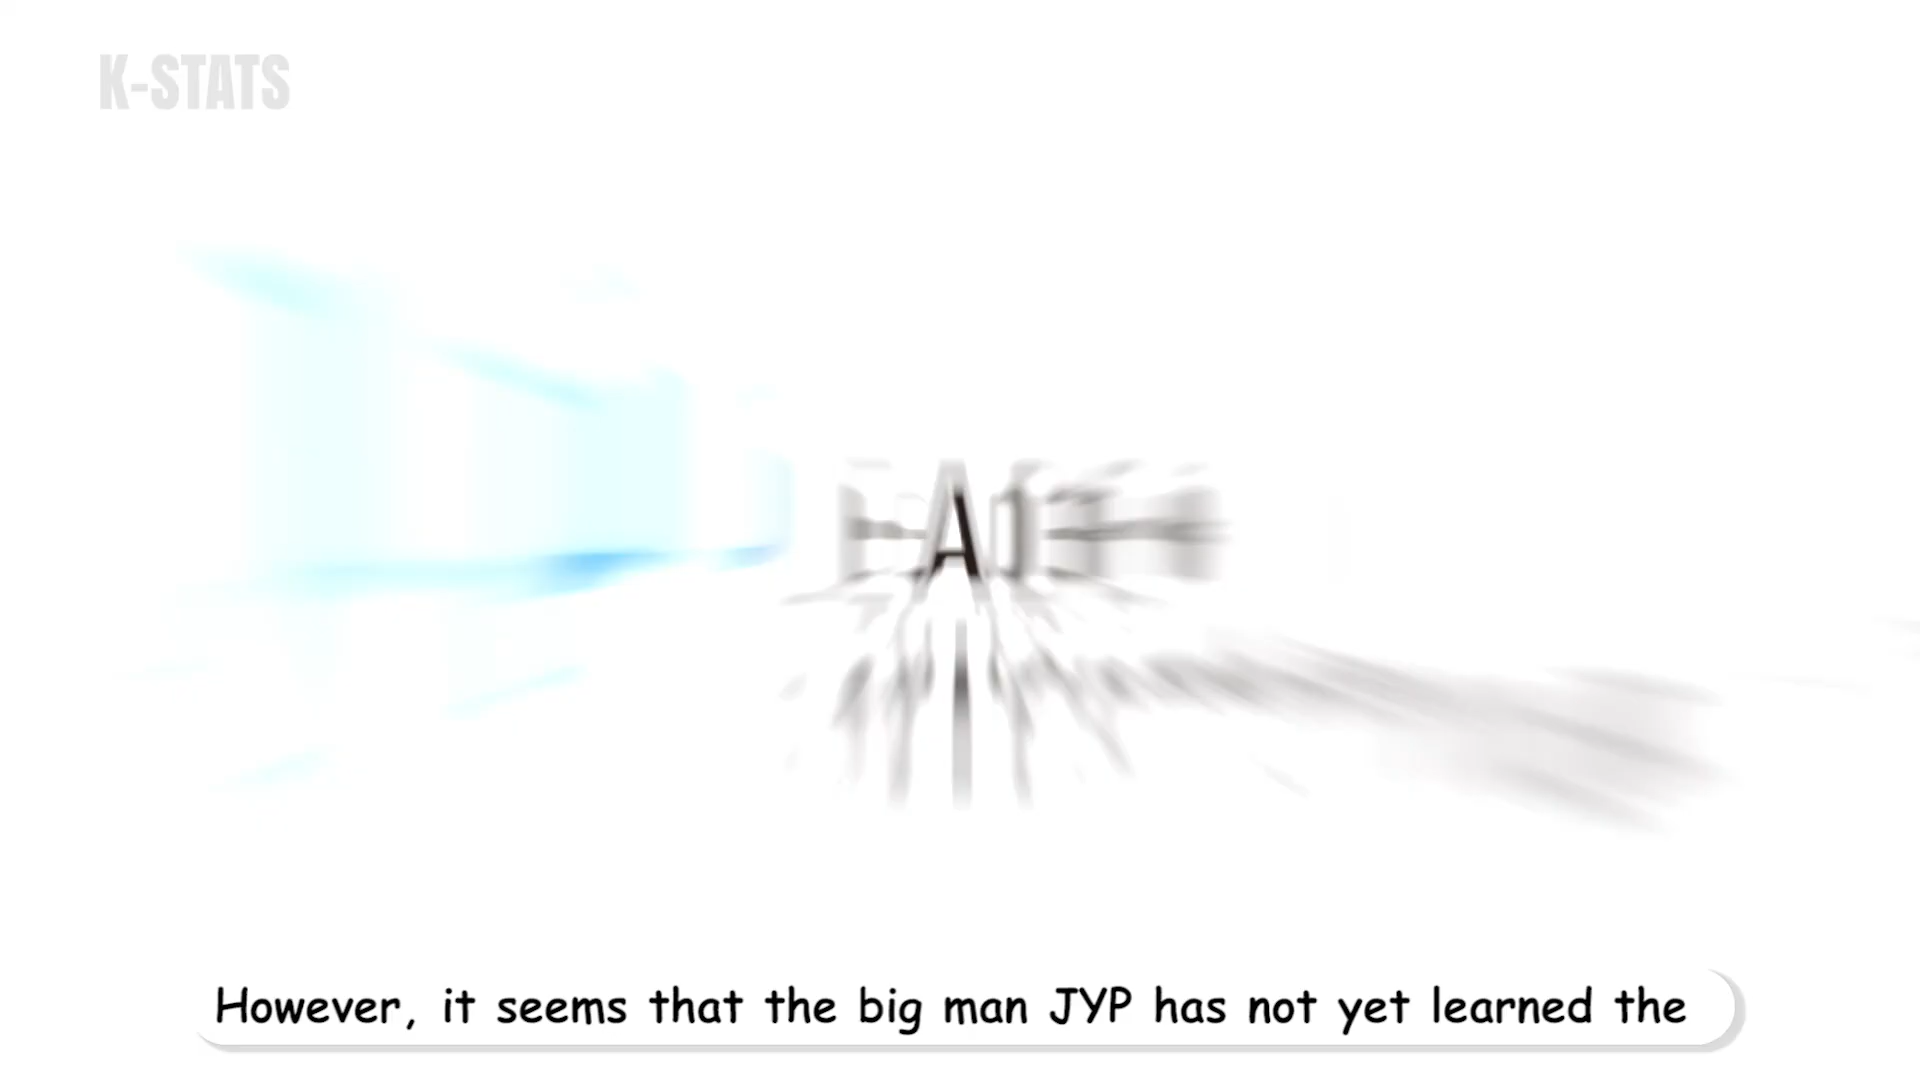 K-STATS
A
However, it seems that the big man JYP has not yet learned the